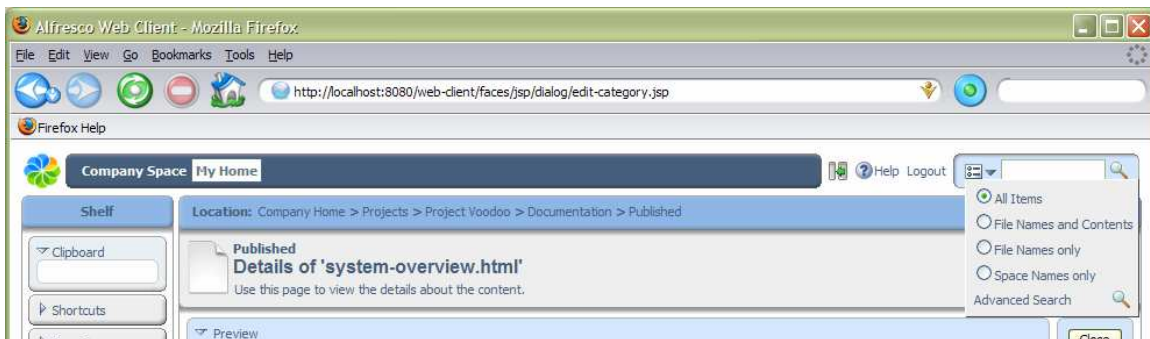 Alfresco Web Client - Mozilla Firefox
File Edit View Go Bookmarks Tools Help
http://localhost:8080/web-client/faces/jsp/dialog/edit-category.jsp
Firefox Help
Company Space My Home Help Logout
All Items
File Names and Contents
File Names only
Space Names only
Advanced Search
Shelf
Location: Company Home > Projects > Project Voodoo > Documentation > Published
Clipboard
Shortcuts
Published
Details of 'system-overview.html'
Use this page to view the details about the content.
Preview
Close